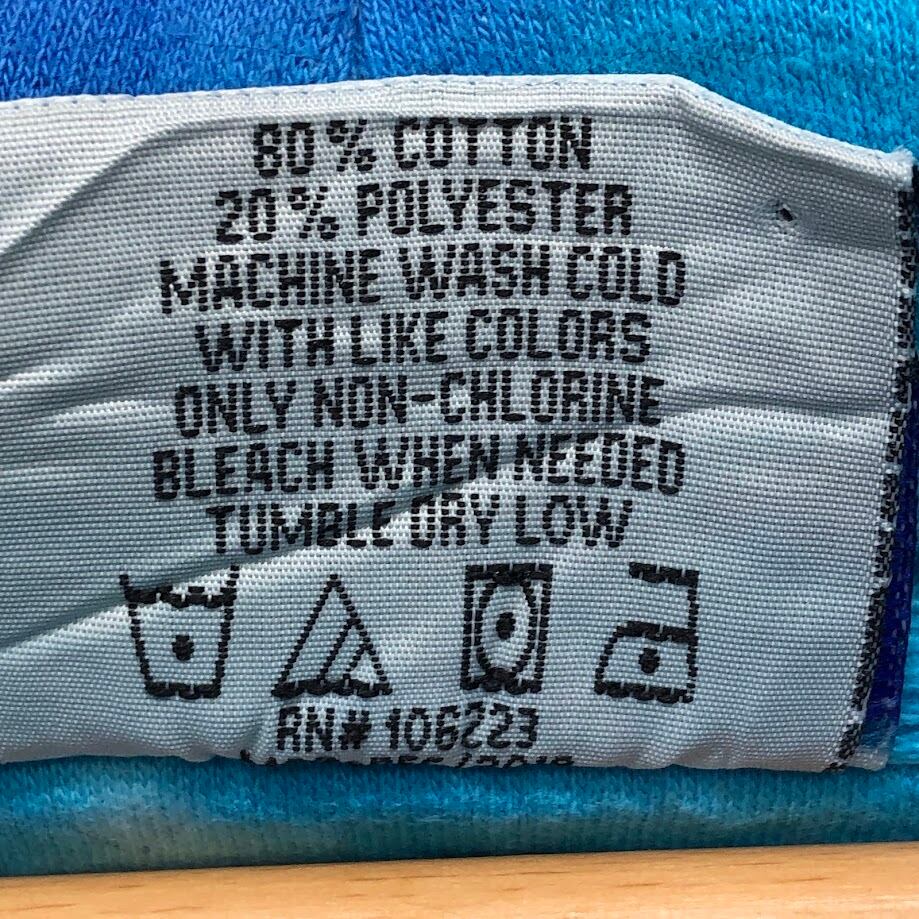 80% COTTON
20% POLYESTER
MACHINE WASH COLD
WITH LIKE COLORS
ONLY NON-CHLORINE
BLEACH WHEN NEEDED
TUMBLE DRY LOW
RN# 106223